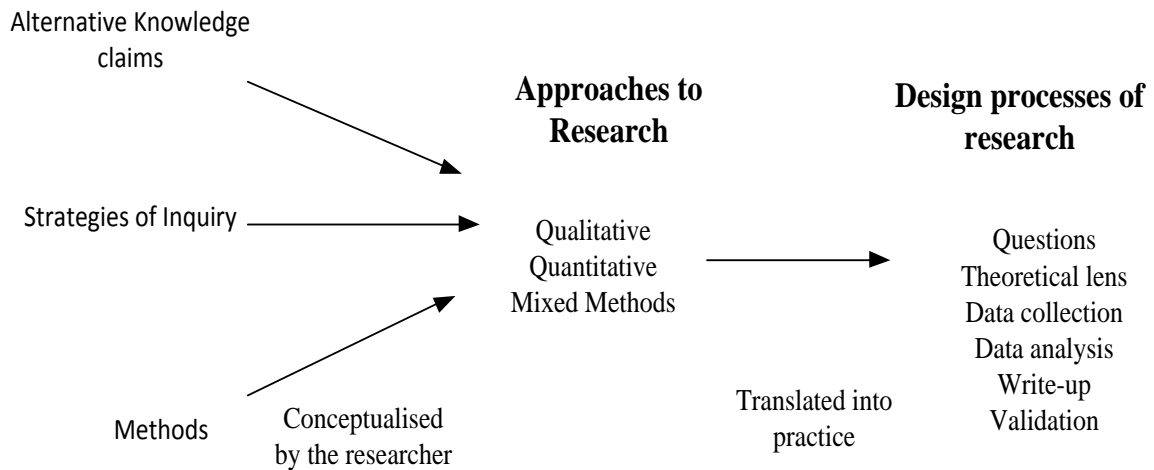 Alternative Knowledge
claims
Strategies of Inquiry
Methods
Conceptualised
by the researcher
Approaches to
Research
Qualitative
Quantitative
Mixed Methods
Translated into
practice
Design processes of
research
Questions
Theoretical lens
Data collection
Data analysis
Write-up
Validation